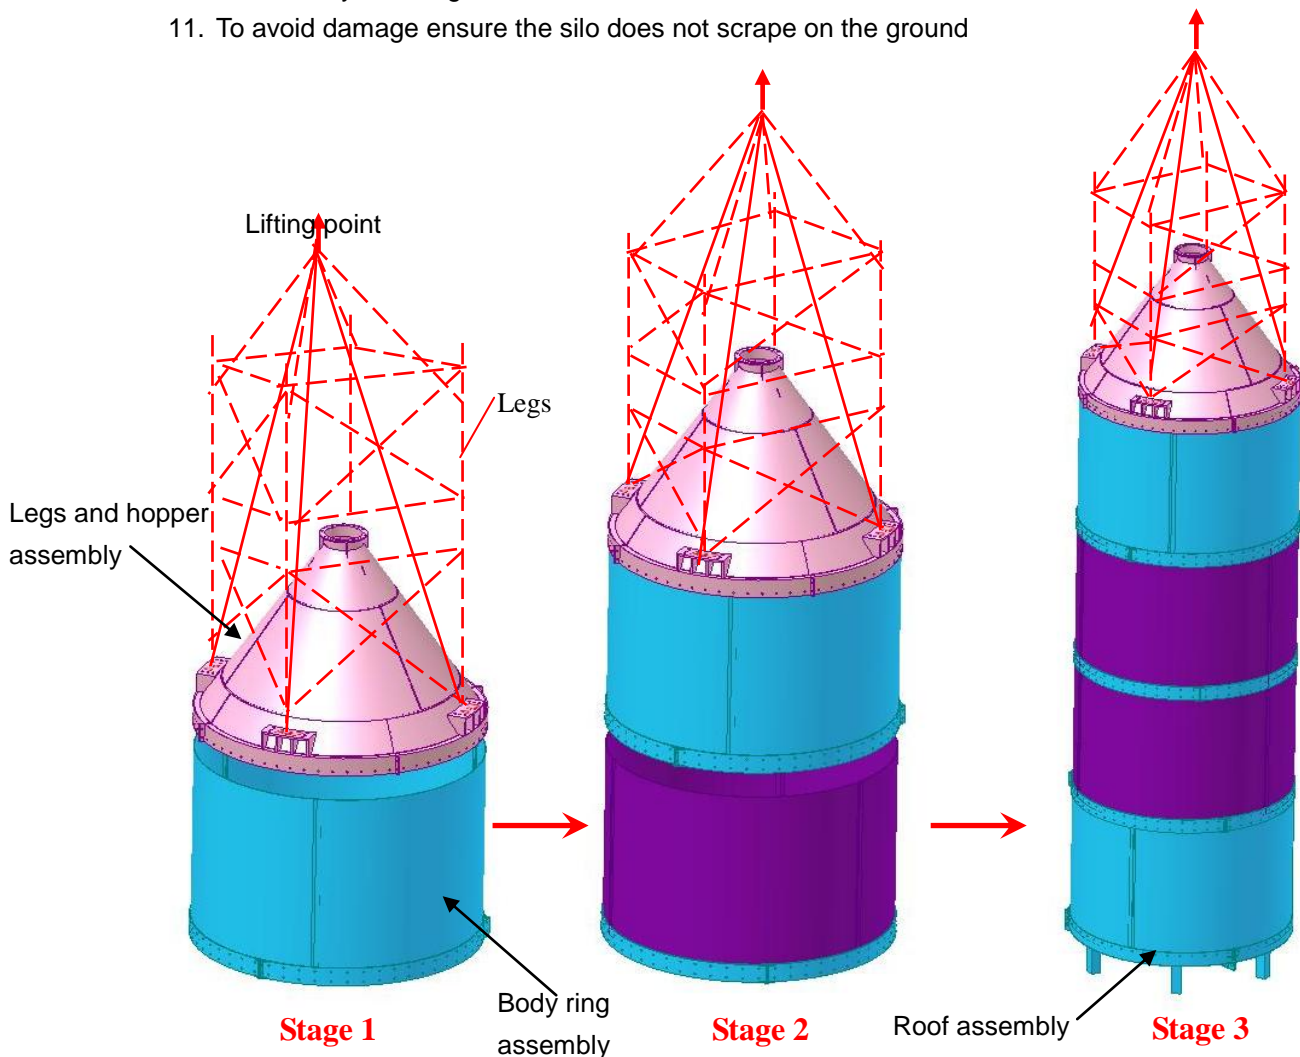 11. To avoid damage ensure the silo does not scrape on the ground
Lifting point
Legs
Legs and hopper
assembly
Body ring
assembly
Roof assembly
Stage 1
Stage 2
Stage 3